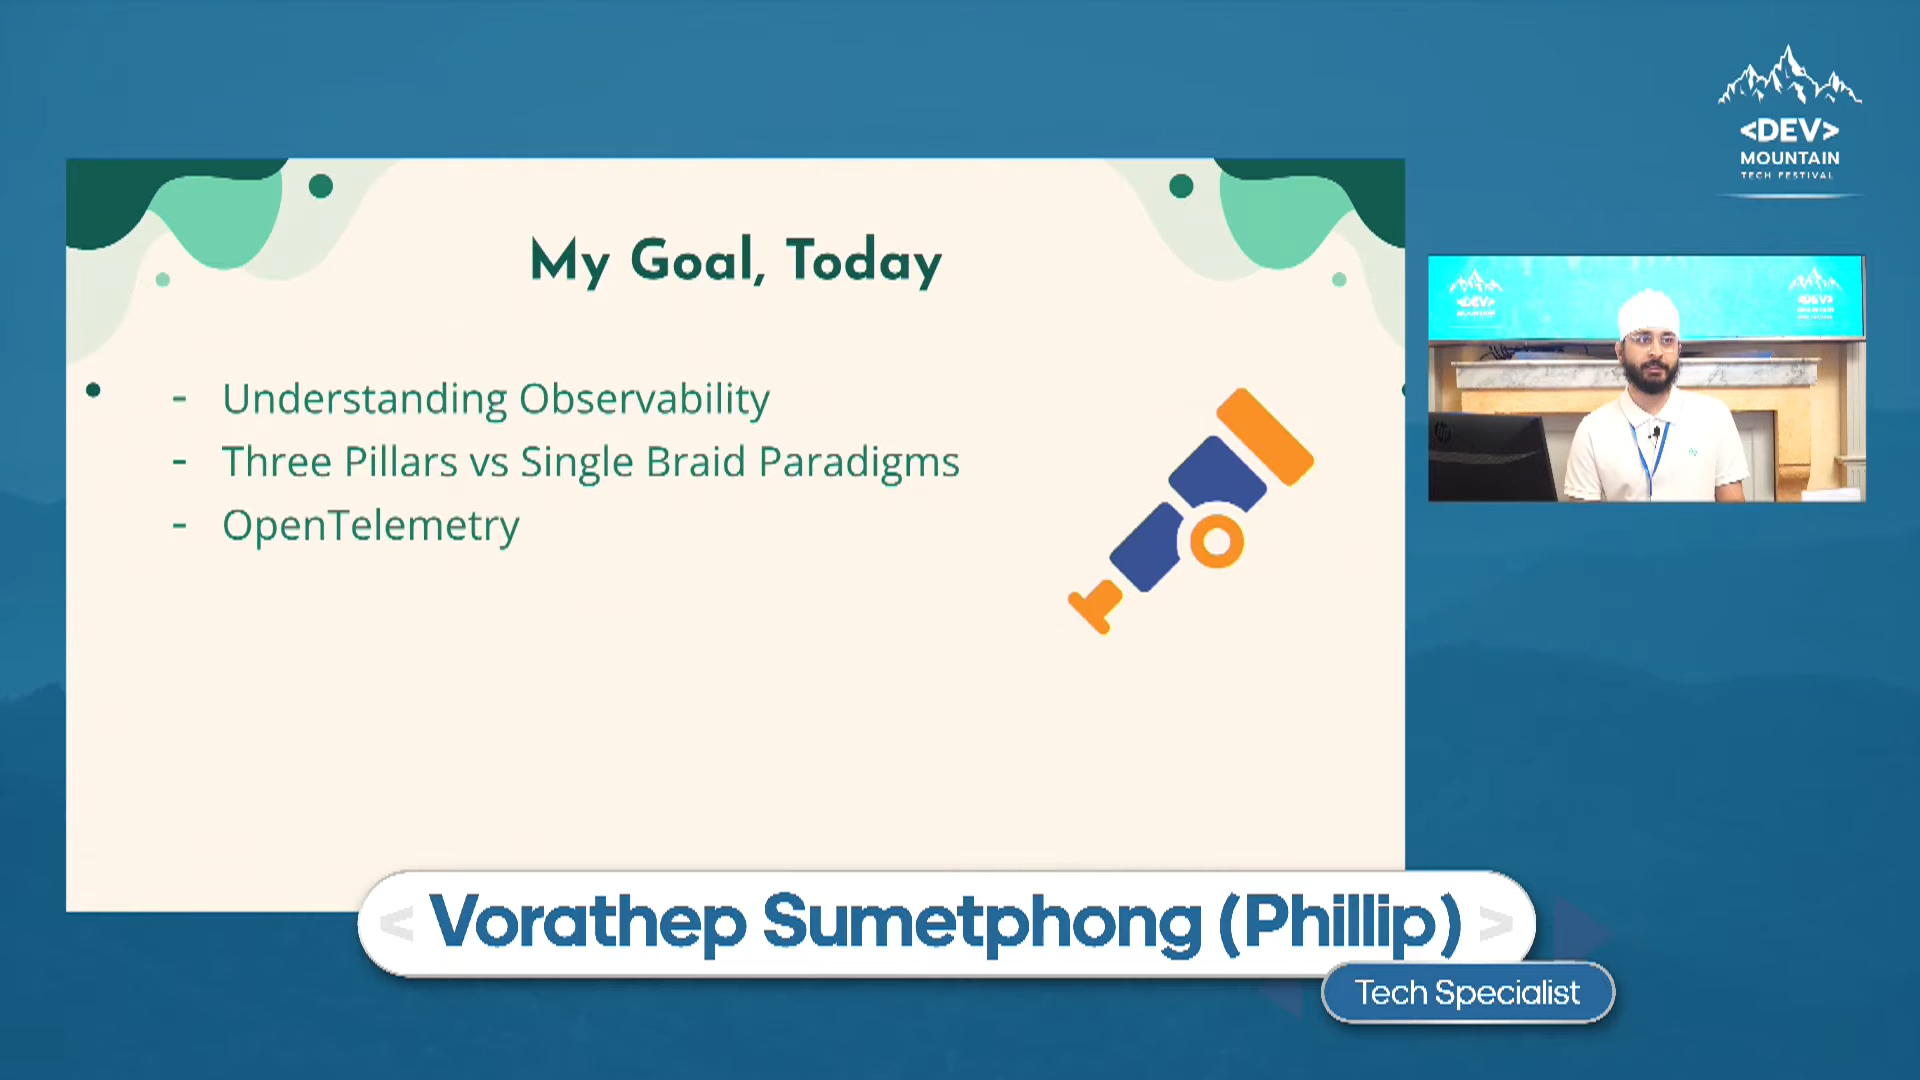 <DEV>
MOUNTAIN
TECH FESTIVAL
My Goal, Today
- Understanding Observability
- Three Pillars vs Single Braid Paradigms
- OpenTelemetry
< Vorathep Sumetphong (Phillip) >
Tech Specialist